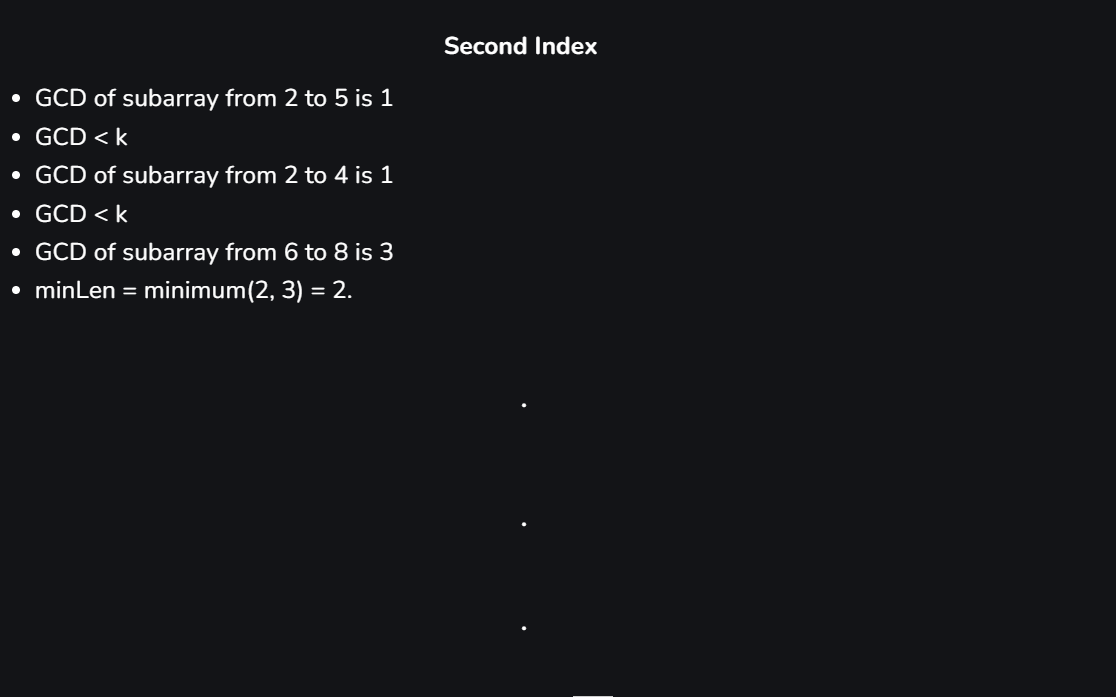 Second Index
• GCD of subarray from 2 to 5 is 1
• GCD < k
• GCD of subarray from 2 to 4 is 1
• GCD < k
• GCD of subarray from 6 to 8 is 3
• minLen = minimum(2, 3) = 2.
.
.
.